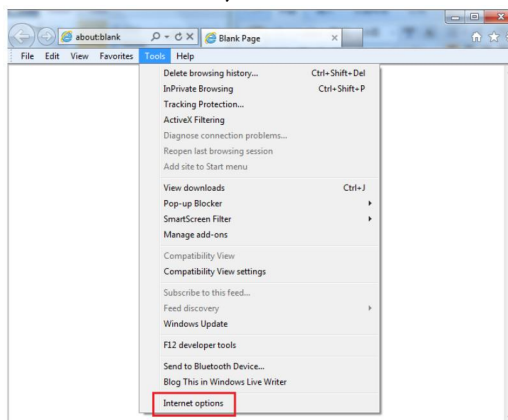 about:blank
Blank Page
File Edit View Favorites Tools Help
Delete browsing history... Ctrl+Shift+Del
InPrivate Browsing Ctrl+Shift+P
Tracking Protection...
ActiveX Filtering
Diagnose connection problems...
Reopen last browsing session
Add site to Start menu
View downloads Ctrl+J
Pop-up Blocker
SmartScreen Filter
Manage add-ons
Compatibility View
Compatibility View settings
Subscribe to this feed...
Feed discovery
Windows Update
F12 developer tools
Send to Bluetooth Device...
Blog This in Windows Live Writer
Internet options